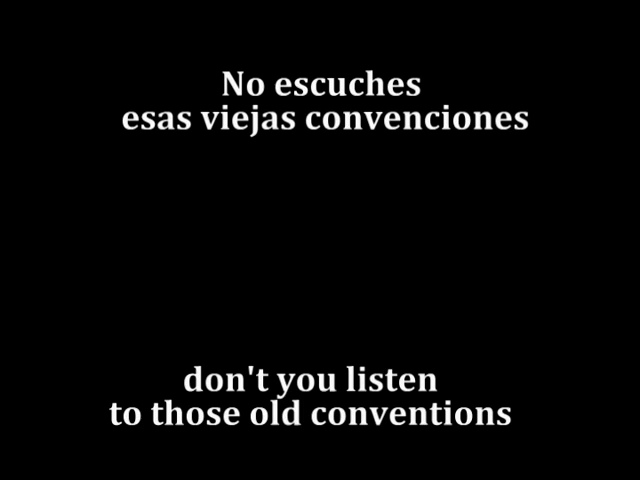 No escuches
esas viejas convenciones
don't you listen
to those old conventions